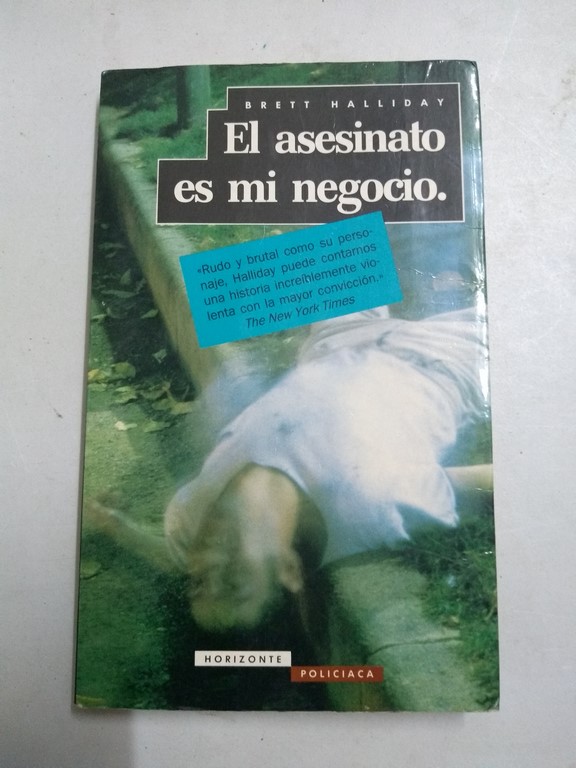 BRETT HALLIDAY
El asesinato
es mi negocio.
«Rudo y brutal como su perso-
naje, Halliday puede contarnos
una historia increíblemente vio-
lenta con la mayor convicción.»
The New York Times
HORIZONTE
POLICIACA